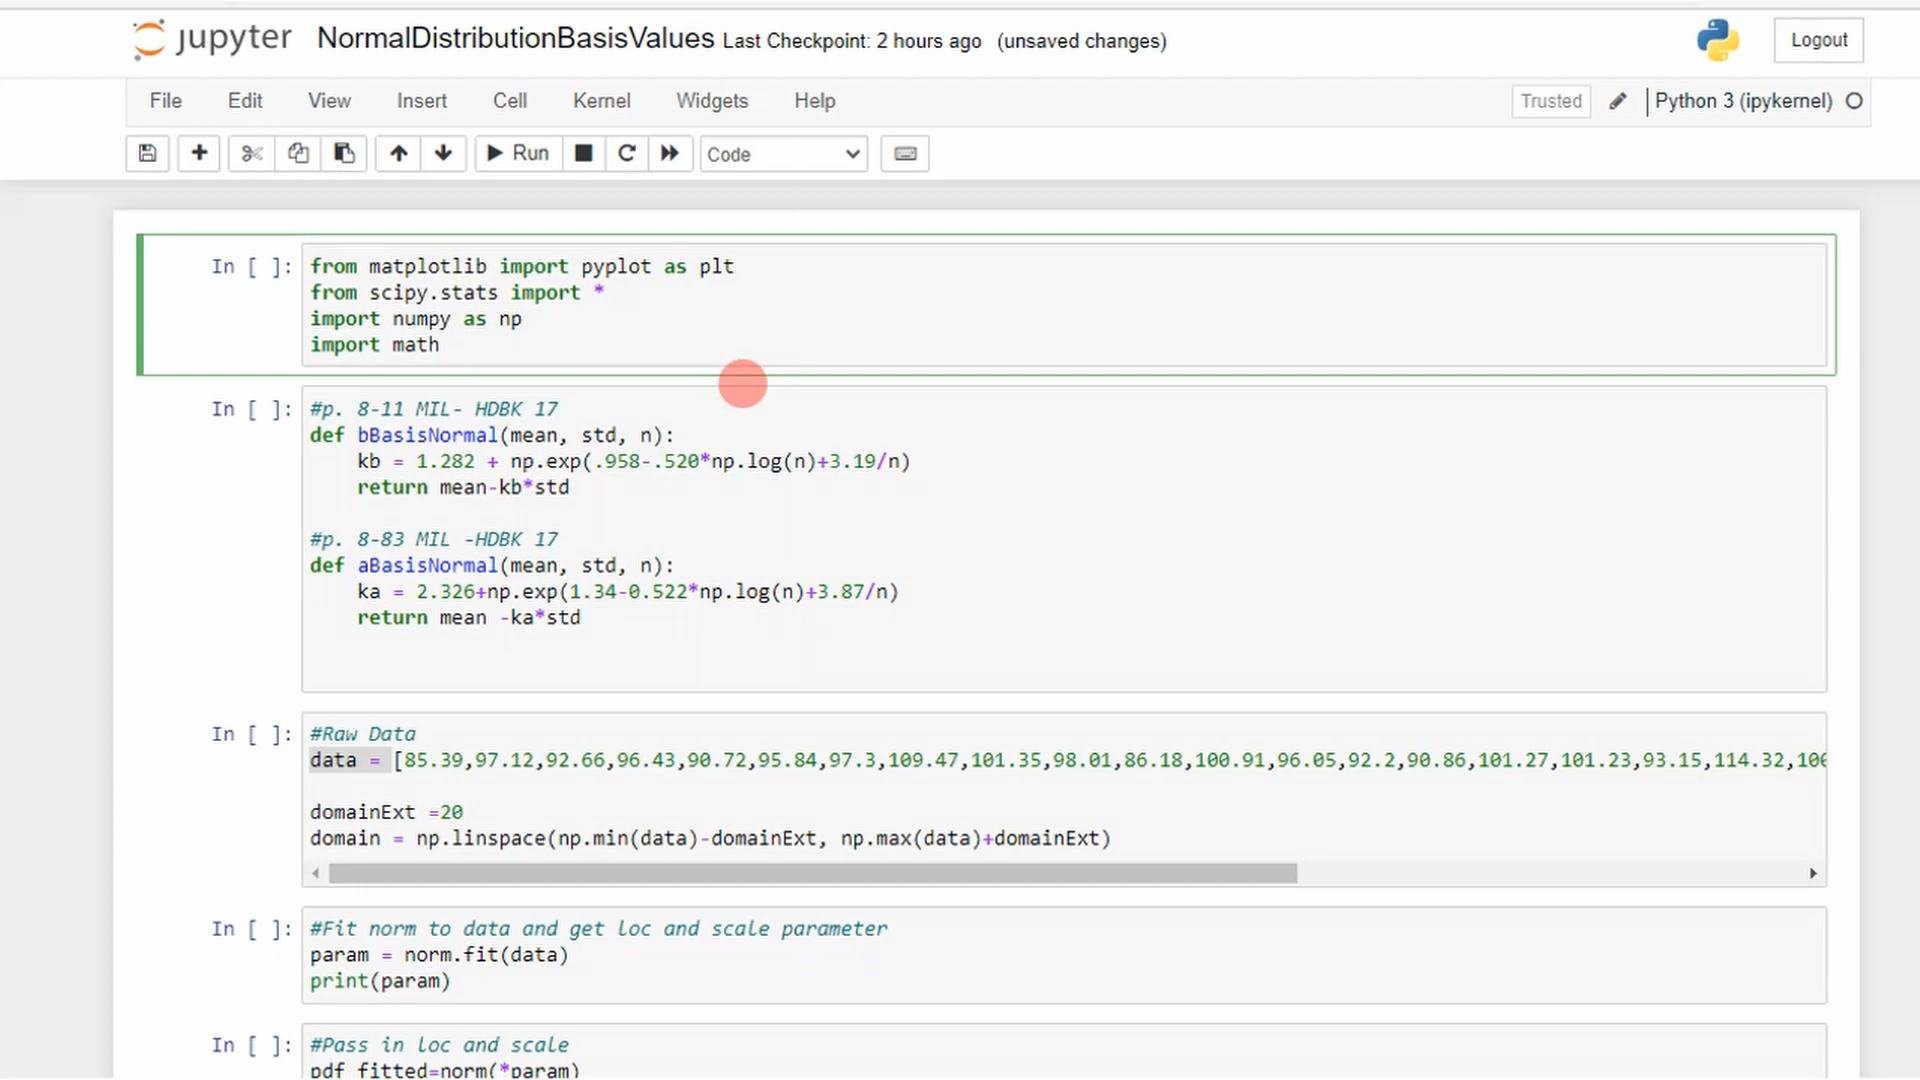 jupyter NormalDistributionBasisValues Last Checkpoint: 2 hours ago (unsaved changes) Logout
File Edit View Insert Cell Kernel Widgets Help Trusted Python 3 (ipykernel)
Run Code
In [ ]: from matplotlib import pyplot as plt
from scipy.stats import *
import numpy as np
import math
In [ ]: #p. 8-11 MIL- HDBK 17
def bBasisNormal(mean, std, n):
kb = 1.282 + np.exp(.958-.520*np.log(n)+3.19/n)
return mean-kb*std
#p. 8-83 MIL -HDBK 17
def aBasisNormal(mean, std, n):
ka = 2.326+np.exp(1.34-0.522*np.log(n)+3.87/n)
return mean -ka*std
In [ ]: #Raw Data
data = [85.39,97.12,92.66,96.43,90.72,95.84,97.3,109.47,101.35,98.01,86.18,100.91,96.05,92.2,90.86,101.27,101.23,93.15,114.32,
domainExt =20
domain = np.linspace(np.min(data)-domainExt, np.max(data)+domainExt)
In [ ]: #Fit norm to data and get loc and scale parameter
param = norm.fit(data)
print(param)
In [ ]: #Pass in loc and scale
pdf_fitted=norm(*param)